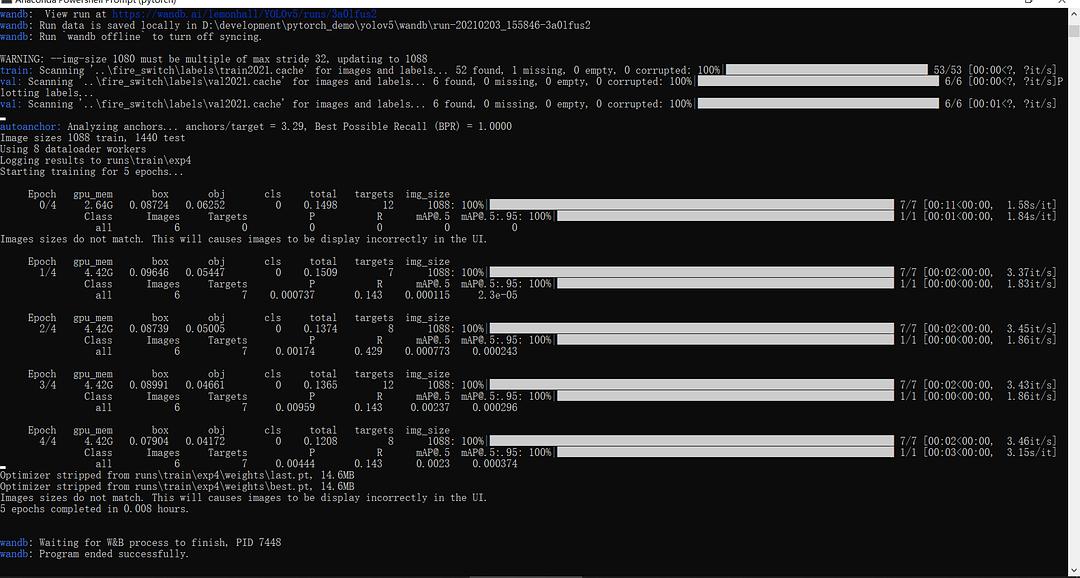 Anaconda Powershell Prompt (pytorch)
wandb:  View run at https://wandb.ai/lemonhall/YOLOv5/runs/3a01fus2
wandb: Run data is saved locally in D:\development\pytorch_demo\yolov5\wandb\run-20210203_155846-3a01fus2
wandb: Run `wandb offline` to turn off syncing.
WARNING: --img-size 1080 must be multiple of max stride 32, updating to 1088
train: Scanning '..\fire_switch\labels\train2021.cache' for images and labels... 52 found, 1 missing, 0 empty, 0 corrupted: 100% 53/53 [00:00<?, ?it/s]
val: Scanning '..\fire_switch\labels\val2021.cache' for images and labels... 6 found, 0 missing, 0 empty, 0 corrupted: 100% 6/6 [00:00<?, ?it/s]P
lotting labels...
val: Scanning '..\fire_switch\labels\val2021.cache' for images and labels... 6 found, 0 missing, 0 empty, 0 corrupted: 100% 6/6 [00:01<?, ?it/s]
autoanchor: Analyzing anchors... anchors/target = 3.29, Best Possible Recall (BPR) = 1.0000
Image sizes 1088 train, 1440 test
Using 8 dataloader workers
Logging results to runs\train\exp4
Starting training for 5 epochs...
Epoch gpu_mem box obj cls total targets img_size
0/4 2.64G 0.08724 0.06252 0 0.1498 12 1088: 100% 7/7 [00:11<00:00, 1.58s/it]
Class Images Targets P R mAP@.5 mAP@.5:.95: 100% 1/1 [00:01<00:00, 1.84s/it]
all 6 0 0 0 0 0
Images sizes do not match. This will causes images to be display incorrectly in the UI.
Epoch gpu_mem box obj cls total targets img_size
1/4 4.42G 0.09646 0.05447 0 0.1509 7 1088: 100% 7/7 [00:02<00:00, 3.37it/s]
Class Images Targets P R mAP@.5 mAP@.5:.95: 100% 1/1 [00:00<00:00, 1.83it/s]
all 6 7 0.000737 0.143 0.000115 2.3e-05
Epoch gpu_mem box obj cls total targets img_size
2/4 4.42G 0.08739 0.05005 0 0.1374 8 1088: 100% 7/7 [00:02<00:00, 3.45it/s]
Class Images Targets P R mAP@.5 mAP@.5:.95: 100% 1/1 [00:00<00:00, 1.86it/s]
all 6 7 0.00174 0.429 0.000773 0.000243
Epoch gpu_mem box obj cls total targets img_size
3/4 4.42G 0.08991 0.04661 0 0.1365 12 1088: 100% 7/7 [00:02<00:00, 3.43it/s]
Class Images Targets P R mAP@.5 mAP@.5:.95: 100% 1/1 [00:00<00:00, 1.86it/s]
all 6 7 0.00959 0.143 0.00237 0.000296
Epoch gpu_mem box obj cls total targets img_size
4/4 4.42G 0.07904 0.04172 0 0.1208 8 1088: 100% 7/7 [00:02<00:00, 3.46it/s]
Class Images Targets P R mAP@.5 mAP@.5:.95: 100% 1/1 [00:03<00:00, 3.15s/it]
all 6 7 0.00444 0.143 0.0023 0.000374
Optimizer stripped from runs\train\exp4\weights\last.pt, 14.6MB
Optimizer stripped from runs\train\exp4\weights\best.pt, 14.6MB
Images sizes do not match. This will causes images to be display incorrectly in the UI.
5 epochs completed in 0.008 hours.
wandb: Waiting for W&B process to finish, PID 7448
wandb: Program ended successfully.